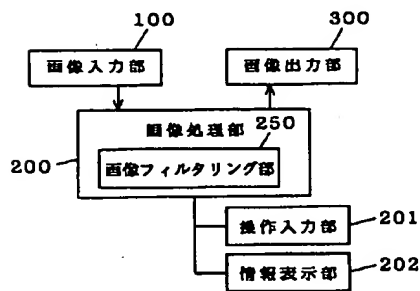 100
300
画像入力部
画像出力部
画像処理部
250
200
画像フィルタリング部
操作入力部
201
情報表示部
202